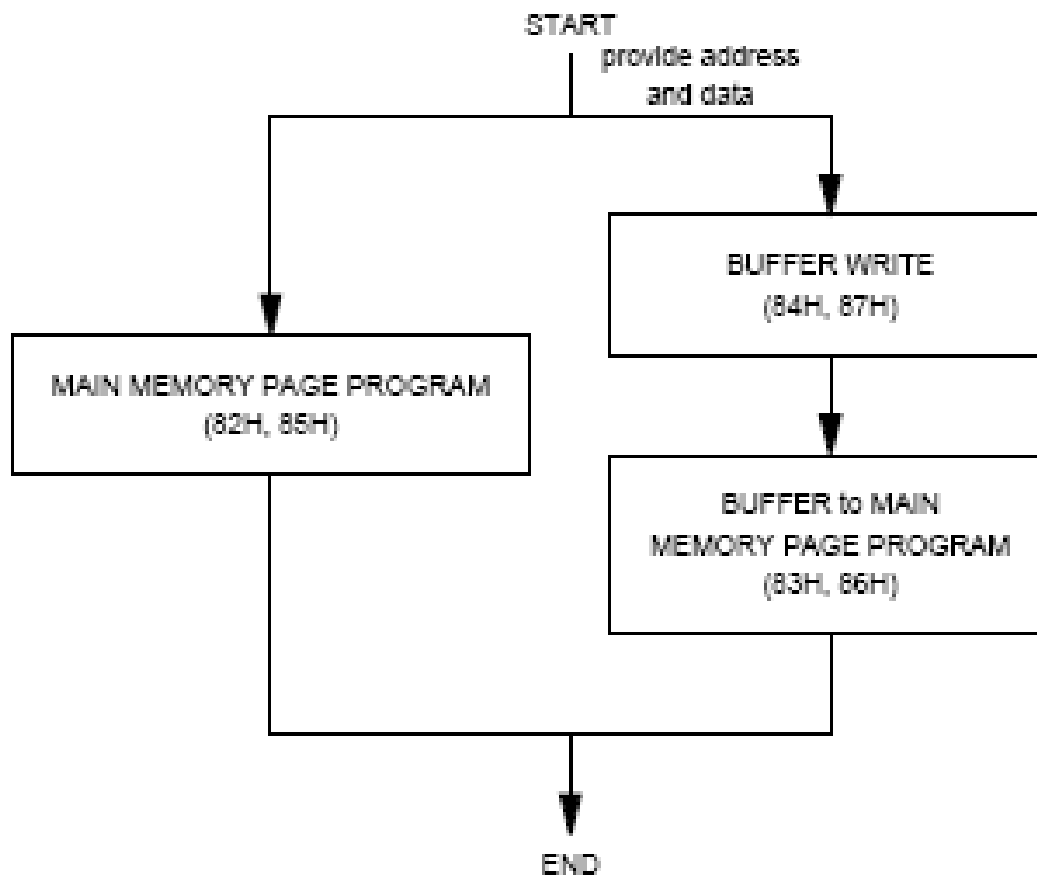 START
provide address
and data
BUFFER WRITE
(84H, 87H)
MAIN MEMORY PAGE PROGRAM
(82H, 85H)
BUFFER to MAIN
MEMORY PAGE PROGRAM
(83H, 86H)
END